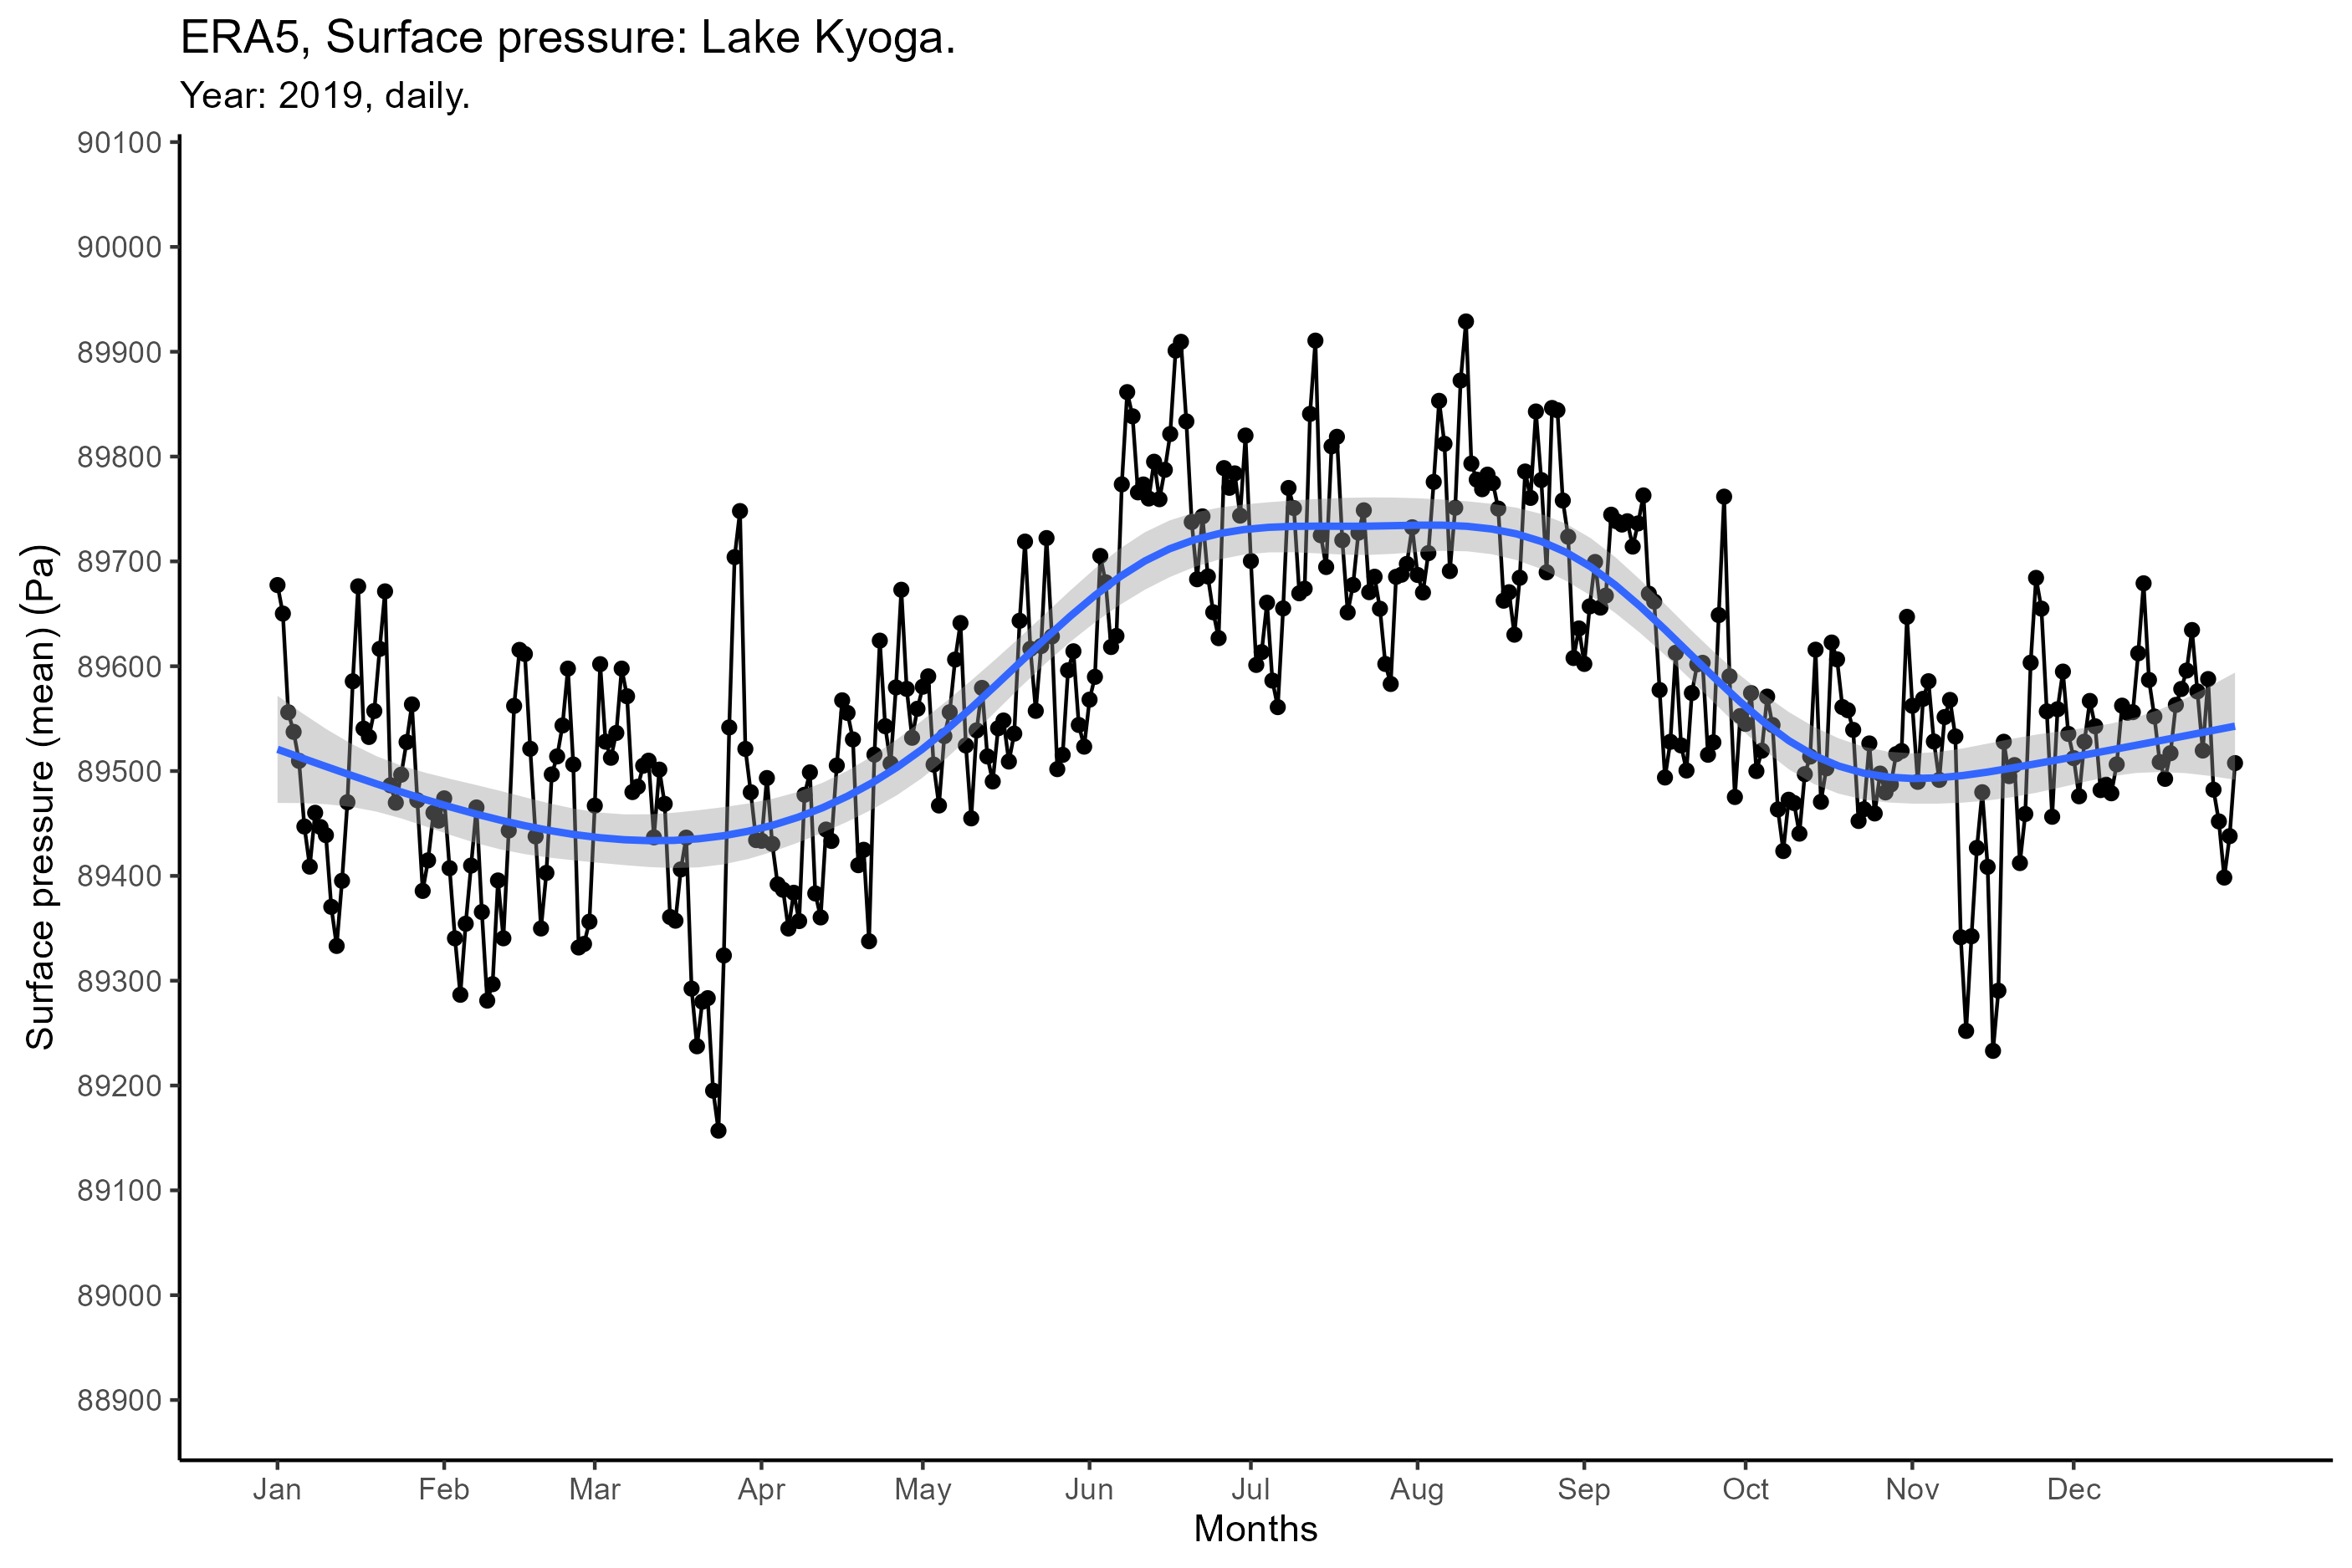 ERA5, Surface pressure: Lake Kyoga.
Year: 2019, daily.
Surface pressure (mean) (Pa)
90100
90000
89900
89800
89700
89600
89500
89400
89300
89200
89100
89000
88900
Jan Feb Mar Apr May Jun Jul Aug Sep Oct Nov Dec
Months